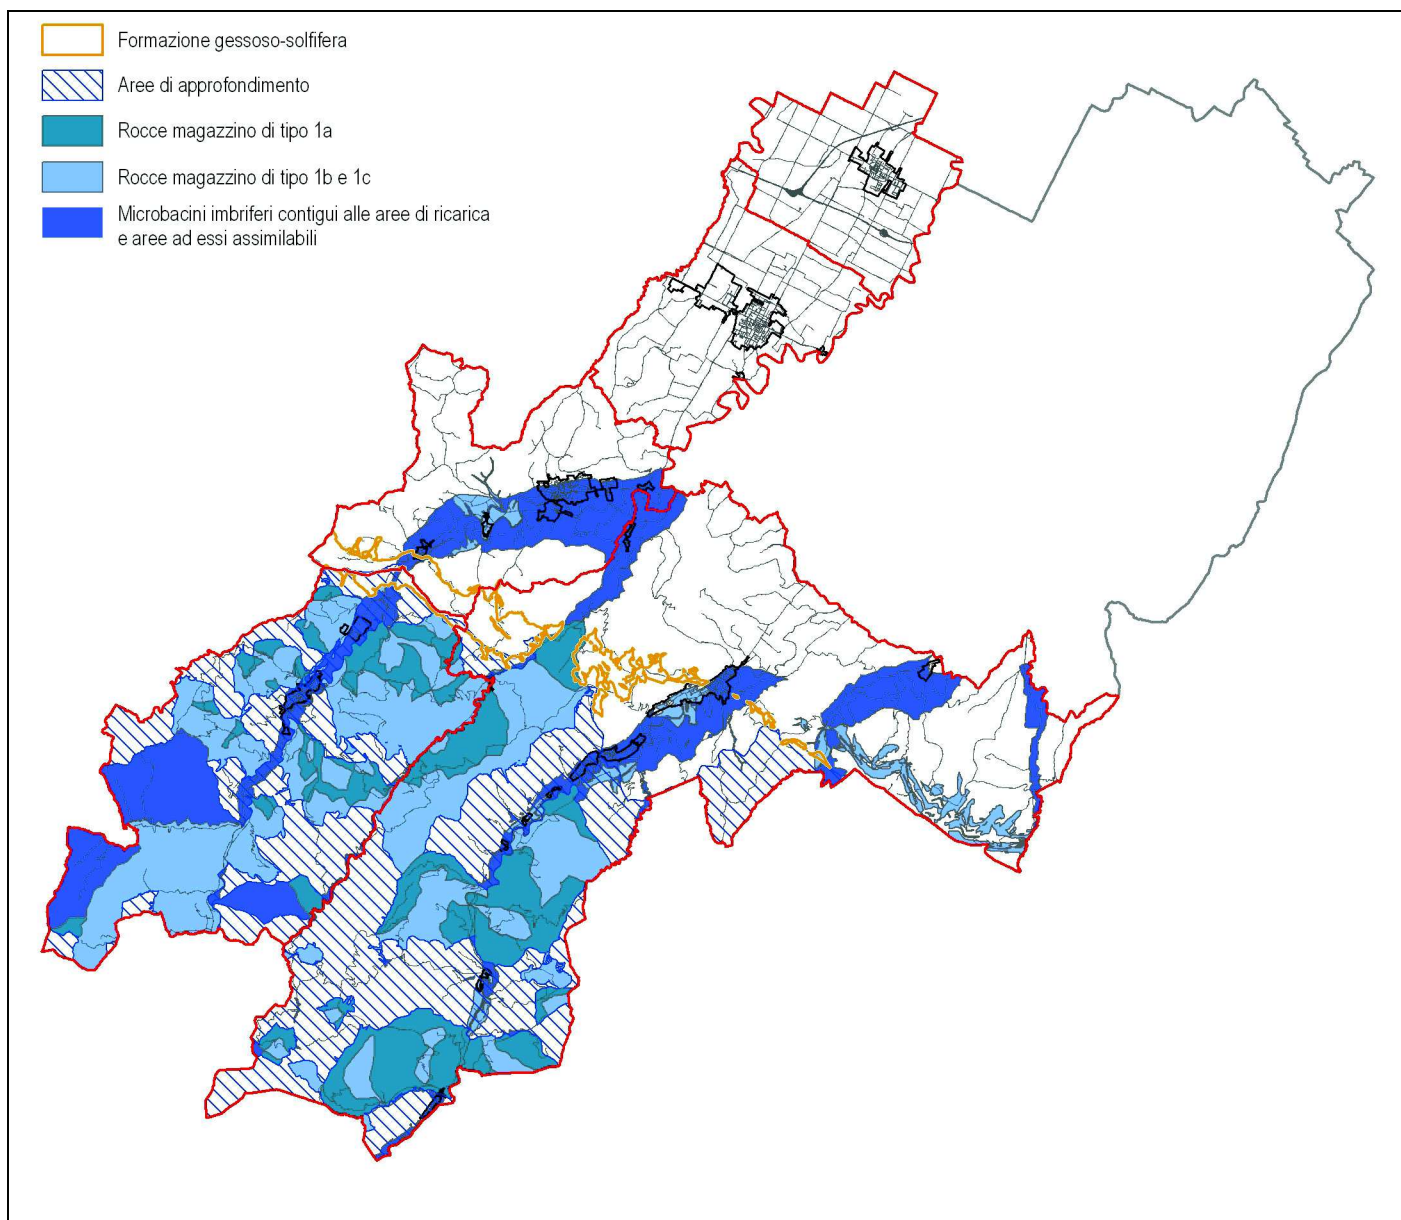 Formazione gessoso-solfifera
Aree di approfondimento
Rocce magazzino di tipo 1a
Rocce magazzino di tipo 1b e 1c
Microbacini imbriferi contigui alle aree di ricarica
e aree ad essi assimilabili